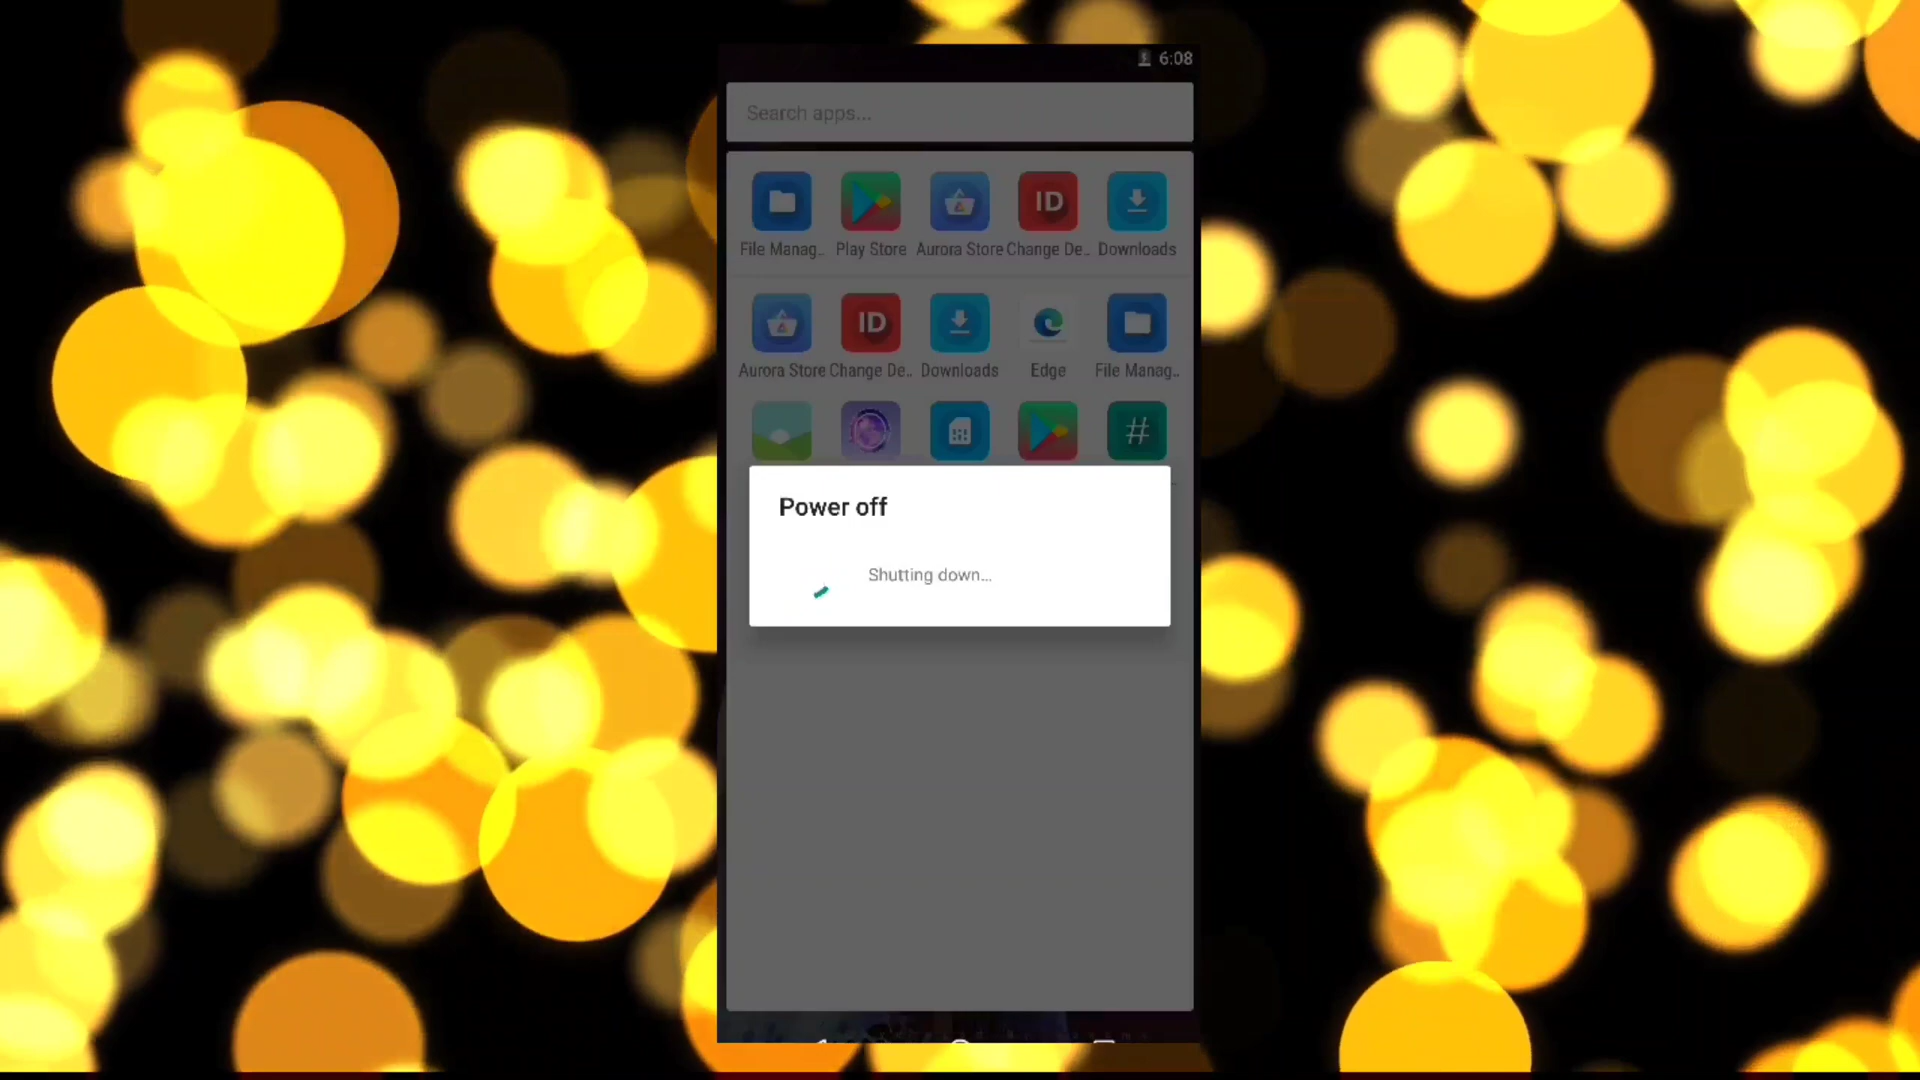 6:08
Search apps...
File Manag..
Play Store
Aurora Store
ID
Change De..
Downloads
Aurora Store
ID
Change De..
Downloads
Edge
File Manag..
#
Power off
Shutting down...